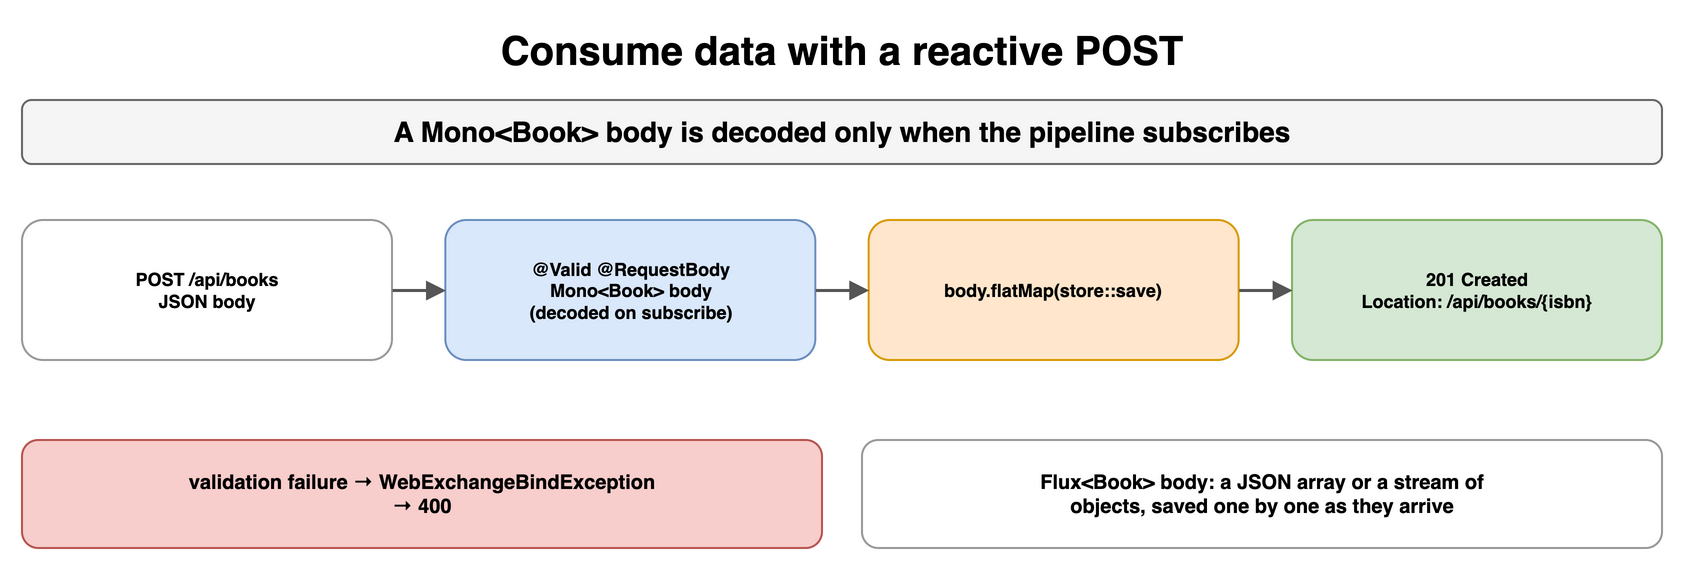 Consume data with a reactive POST
A Mono<Book> body is decoded only when the pipeline subscribes
POST /api/books
JSON body
@Valid @RequestBody
Mono<Book> body
(decoded on subscribe)
body.flatMap(store::save)
201 Created
Location: /api/books/{isbn}
validation failure → WebExchangeBindException
→ 400
Flux<Book> body: a JSON array or a stream of
objects, saved one by one as they arrive